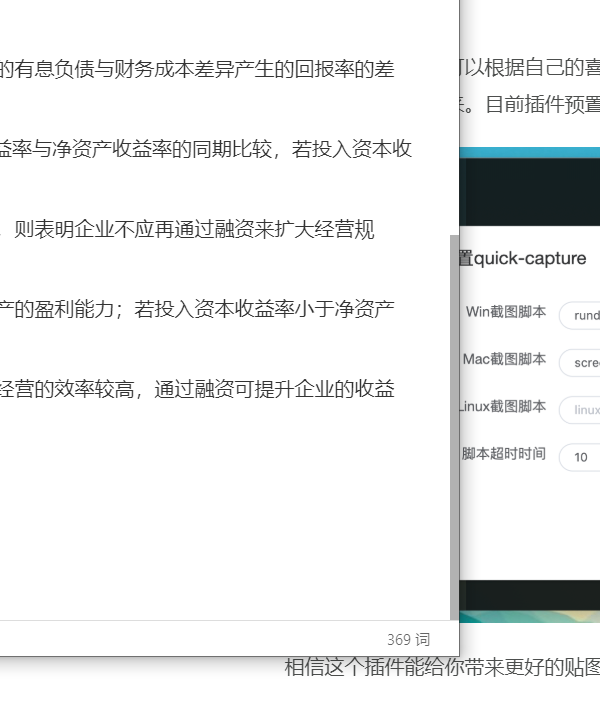 的有息负债与财务成本差异产生的回报率的差
益率与净资产收益率的同期比较，若投入资本收
，则表明企业不应再通过融资来扩大经营规
产的盈利能力；若投入资本收益率小于净资产
经营的效率较高，通过融资可提升企业的收益
369 词
可以根据自己的喜
来。目前插件预置
置quick-capture
Win截图脚本 rund
Mac截图脚本 scree
Linux截图脚本 linux
脚本超时时间 10
相信这个插件能给你带来更好的贴图